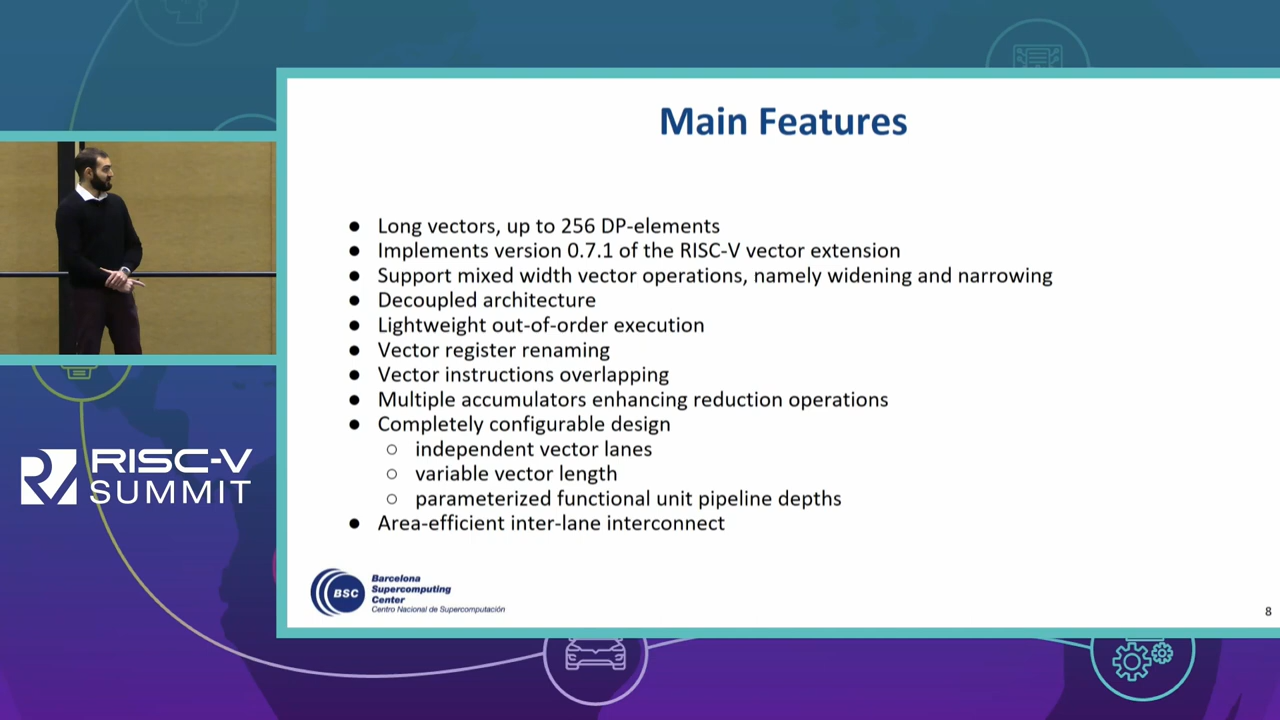 Main Features
● Long vectors, up to 256 DP-elements
● Implements version 0.7.1 of the RISC-V vector extension
● Support mixed width vector operations, namely widening and narrowing
● Decoupled architecture
● Lightweight out-of-order execution
● Vector register renaming
● Vector instructions overlapping
● Multiple accumulators enhancing reduction operations
● Completely configurable design
○ independent vector lanes
○ variable vector length
○ parameterized functional unit pipeline depths
● Area-efficient inter-lane interconnect
RISC-V
SUMMIT
BSC
Barcelona
Supercomputing
Center
Centro Nacional de Supercomputación
8